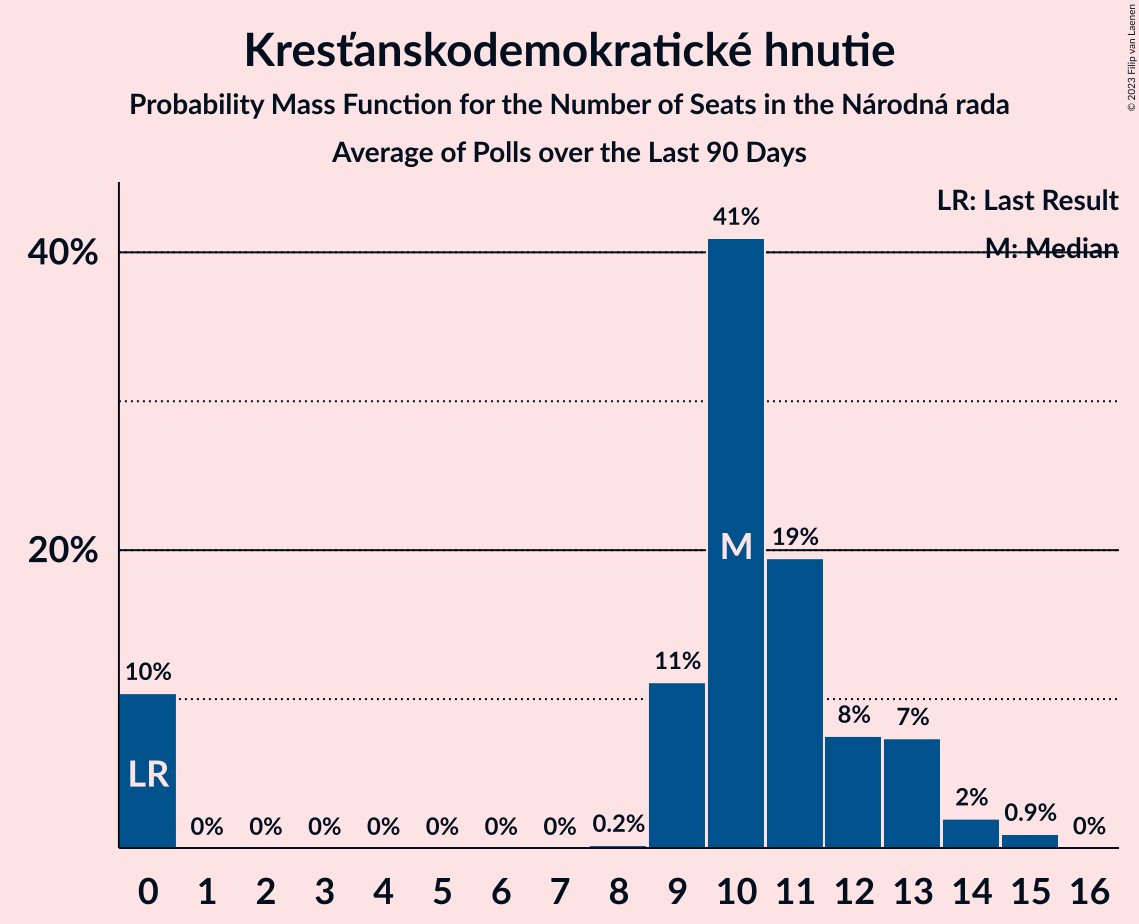 Kresťanskodemokratické hnutie
Probability Mass Function for the Number of Seats in the Národná rada
Average of Polls over the Last 90 Days
© 2023 Filip van Laenen
LR: Last Result
M: Median
40%
20%
10%
0%
0%
0%
0%
0%
0%
0%
0.2%
11%
41%
19%
8%
7%
2%
0.9%
0%
LR
M
0 1 2 3 4 5 6 7 8 9 10 11 12 13 14 15 16